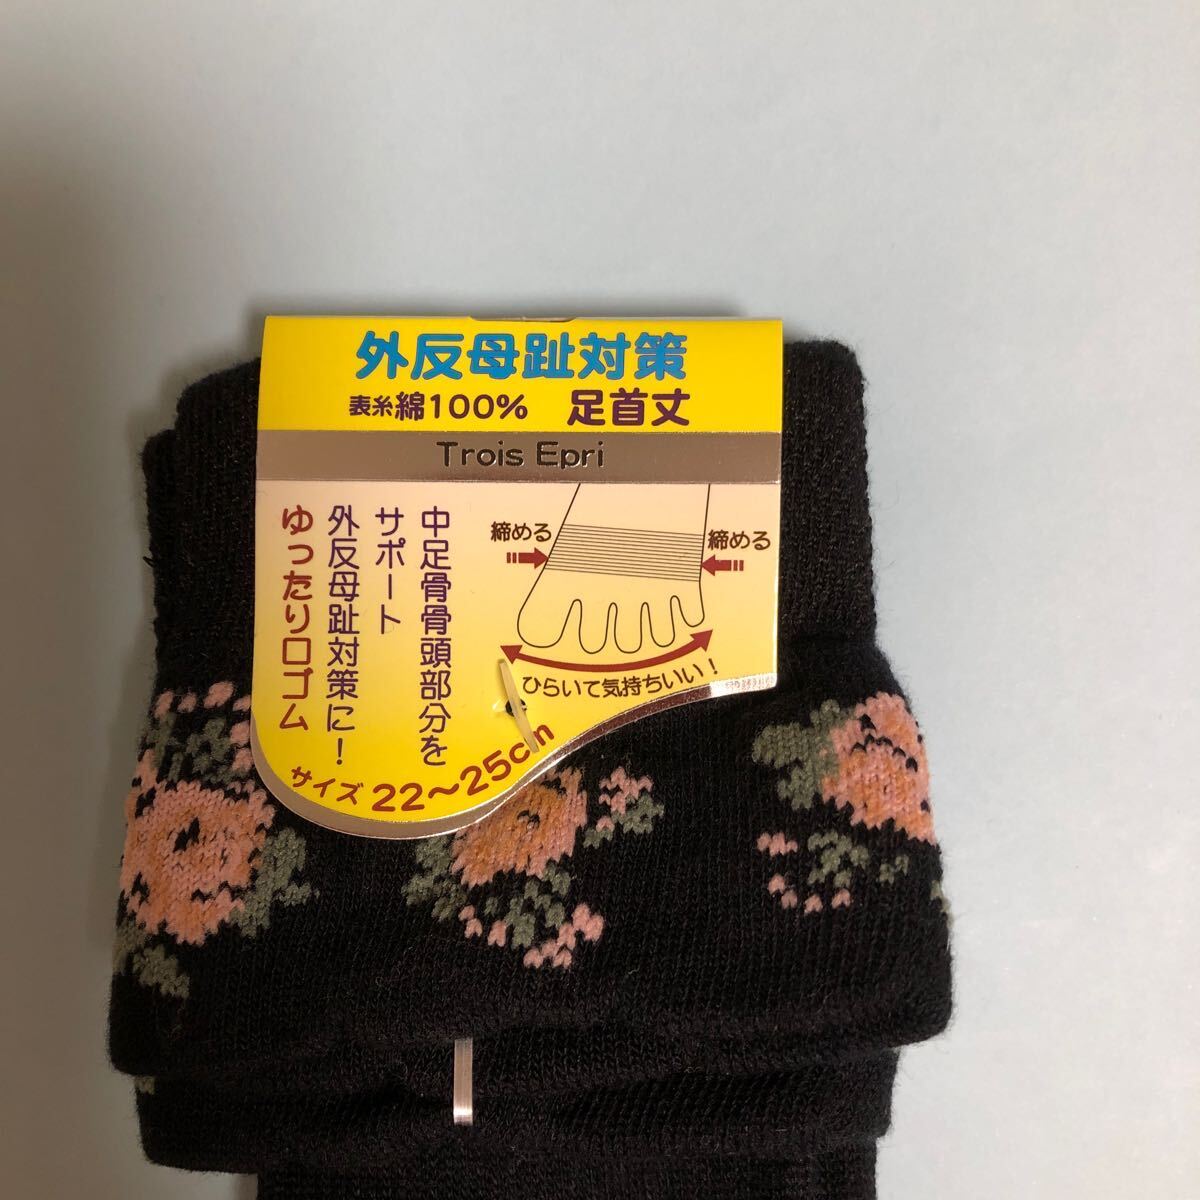 外反母趾対策
表糸綿100% 足首丈
Trois Epri
中足骨骨頭部分を
サポート
外反母趾対策に！
ゆったり口ゴム
締める
締める
ひらいて気持ちいい！
サイズ 22〜25cm